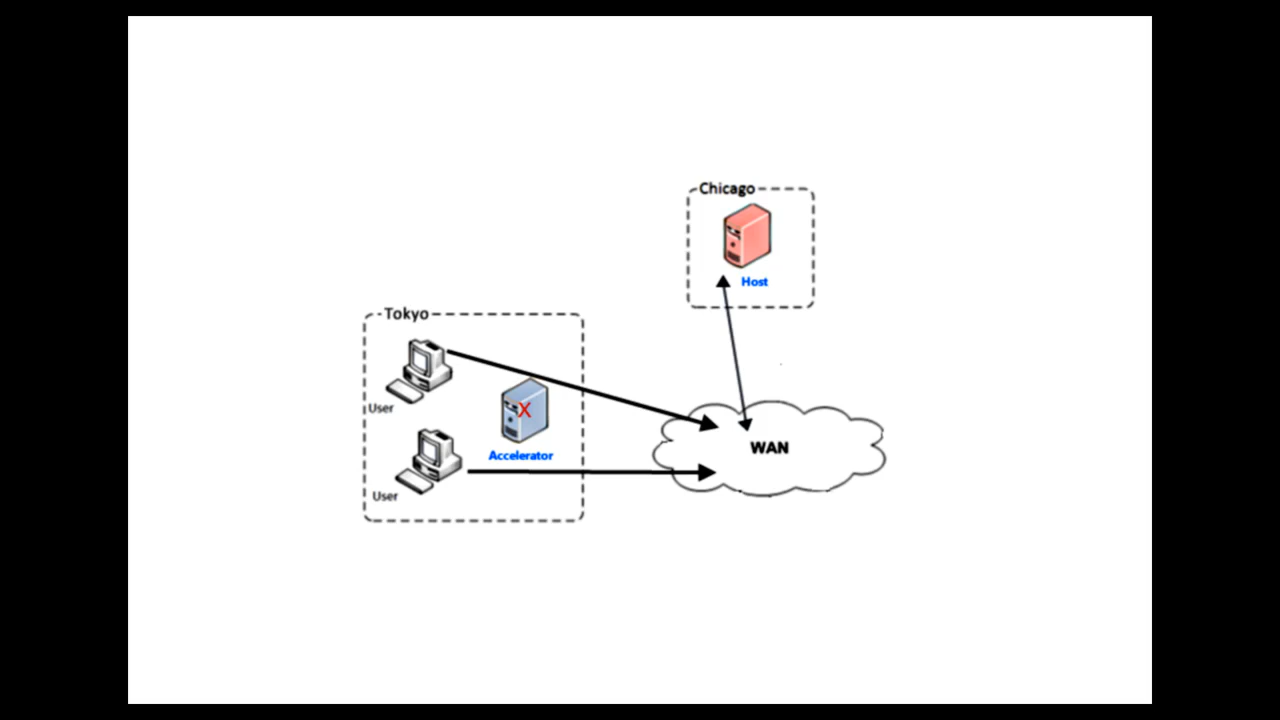 Chicago
Host
Tokyo
User
X
Accelerator
User
WAN